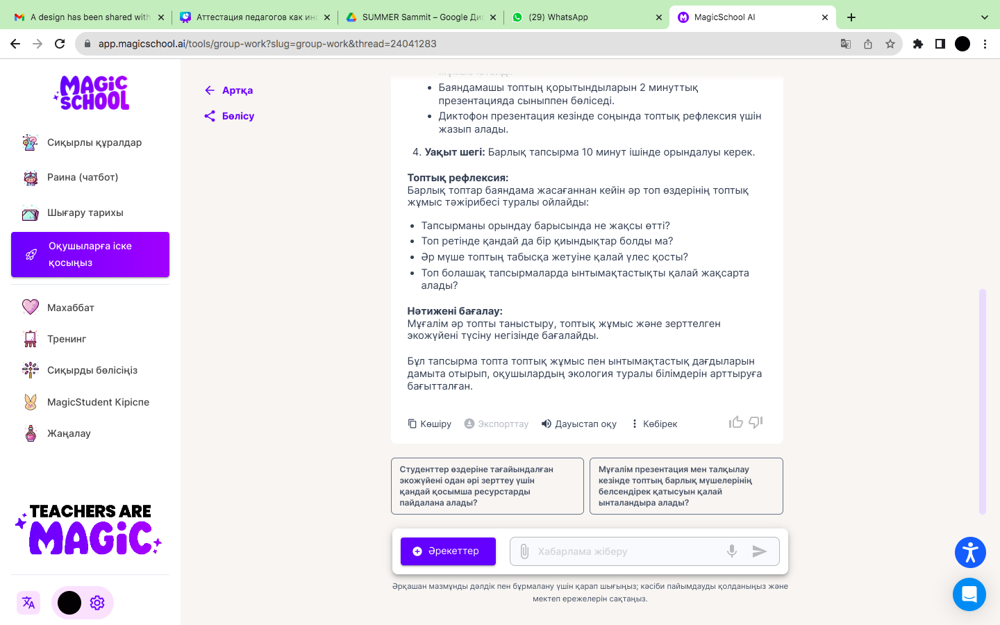 A design has been shared with
Аттестация педагогов как инс
SUMMER Sammit – Google Ди
(29) WhatsApp
MagicSchool AI
app.magicschool.ai/tools/group-work?slug=group-work&thread=24041283
MAGIC
SCHOOL
Сиқырлы құралдар
Раина (чатбот)
Шығару тарихы
Оқушыларға іске
қосыңыз
Махаббат
Тренинг
Сиқырды бөлісіңіз
MagicStudent Кіріспе
Жаңалау
TEACHERS ARE
MAGIC
Артқа
Бөлісу
Баяндамашы топтың қорытындыларын 2 минуттық
презентацияда сыныппен бөліседі.
Диктофон презентация кезінде соңында топтық рефлексия үшін
жазып алады.
4. Уақыт шегі: Барлық тапсырма 10 минут ішінде орындалуы керек.
Топтық рефлексия:
Барлық топтар баяндама жасағаннан кейін әр топ өздерінің топтық
жұмыс тәжірибесі туралы ойлайды:
Тапсырманы орындау барысында не жақсы өтті?
Топ ретінде қандай да бір қиындықтар болды ма?
Әр мүше топтың табысқа жетуіне қалай үлес қосты?
Топ болашақ тапсырмаларда ынтымақтастықты қалай жақсарта
алады?
Нәтижені бағалау:
Мұғалім әр топты таныстыру, топтық жұмыс және зерттелген
экожүйені түсіну негізінде бағалайды.
Бұл тапсырма топта топтық жұмыс пен ынтымақтастық дағдыларын
дамыта отырып, оқушылардың экология туралы білімдерін арттыруға
бағытталған.
Көшіру Экспорттау Дауыстап оқу Көбірек
Студенттер өздеріне тағайындалған
экожүйені одан әрі зерттеу үшін
қандай қосымша ресурстарды
пайдалана алады?
Мұғалім презентация мен талқылау
кезінде топтың барлық мүшелерінің
белсендірек қатысуын қалай
ынталандыра алады?
Әрекеттер
Хабарлама жіберу
Әрқашан мазмұнды дәлдік пен бұрмалану үшін қарап шығыңыз; кәсіби пайымдауды қолданыңыз және
мектеп ережелерін сақтаңыз.